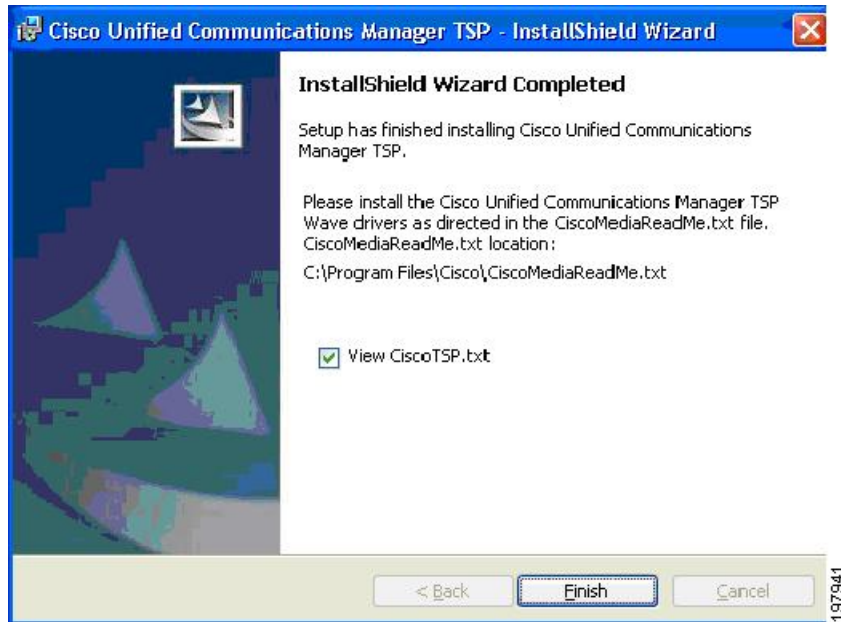 Cisco Unified Communications Manager TSP - InstallShield Wizard
InstallShield Wizard Completed
Setup has finished installing Cisco Unified Communications
Manager TSP.
Please install the Cisco Unified Communications Manager TSP
Wave drivers as directed in the CiscoMediaReadMe.txt file.
CiscoMediaReadMe.txt location:
C:\Program Files\Cisco\CiscoMediaReadMe.txt
View CiscoTSP.txt
< Back
Finish
Cancel
197941